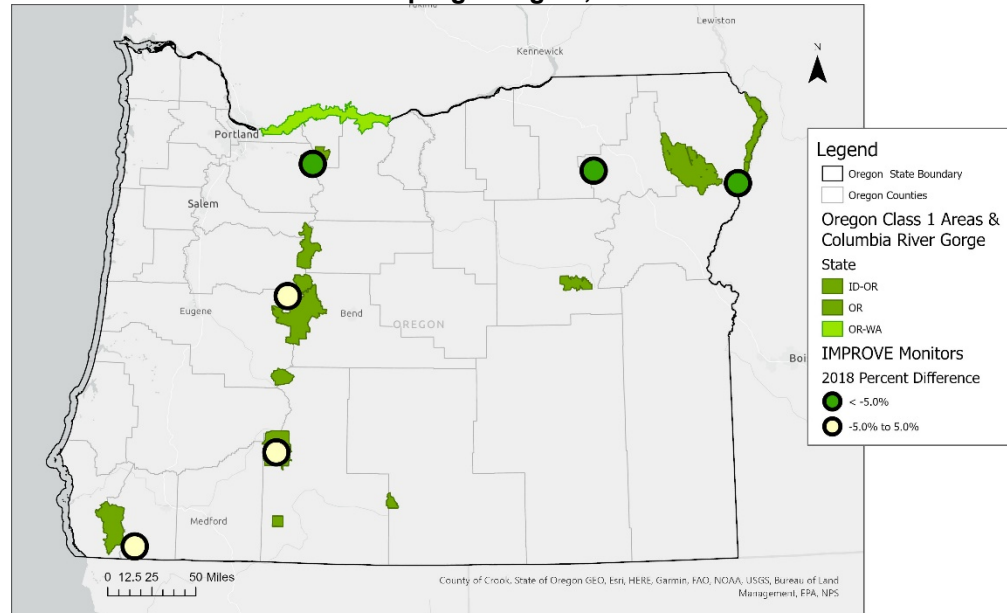 Lewiston
Kennewick
N
Portland
Salem
Eugene
Bend
OREGON
Boi
Medford
0 12.5 25 50 Miles
County of Crook, State of Oregon GEO, Esri, HERE, Garmin, FAO, NOAA, USGS, Bureau of Land
Management, EPA, NPS
Legend
Oregon State Boundary
Oregon Counties
Oregon Class 1 Areas &
Columbia River Gorge
State
ID-OR
OR
OR-WA
IMPROVE Monitors
2018 Percent Difference
< -5.0%
-5.0% to 5.0%